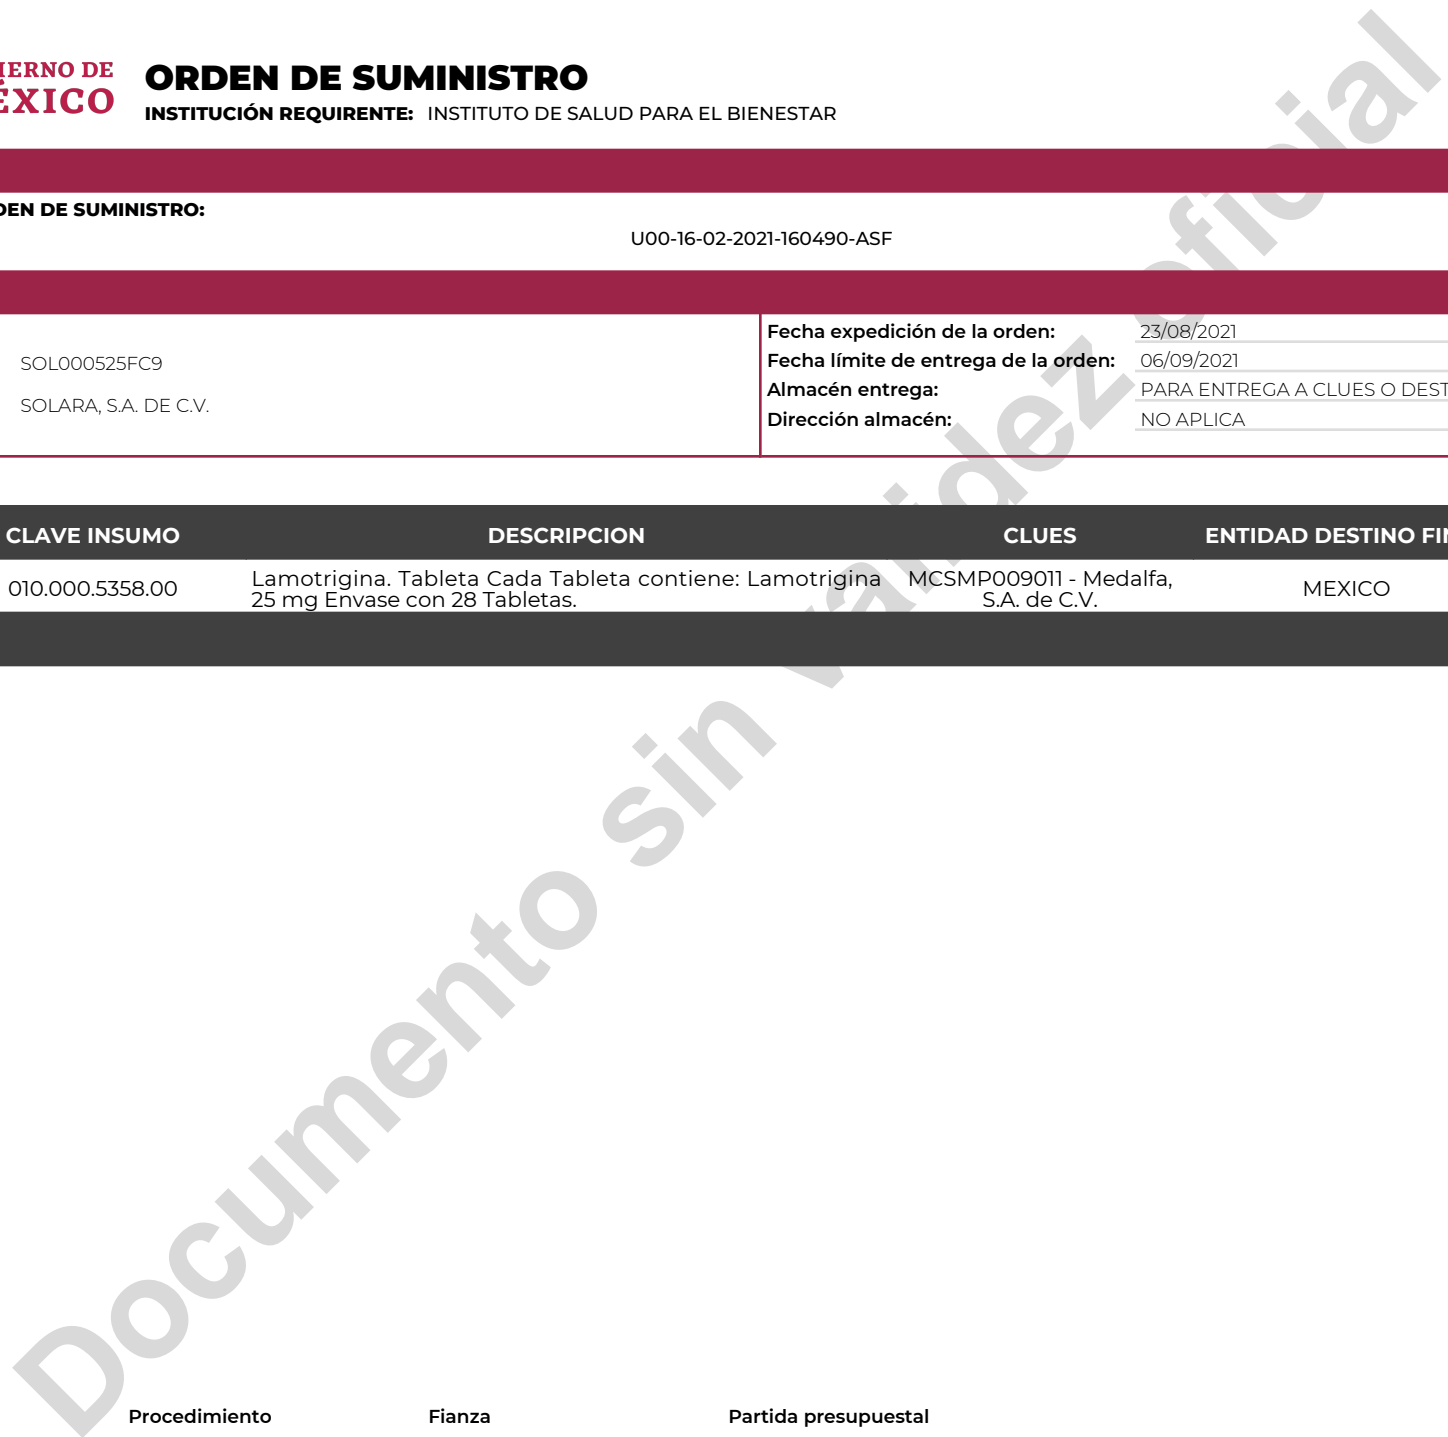 IERNO DE
ÉXICO
ORDEN DE SUMINISTRO
INSTITUCIÓN REQUIRENTE: INSTITUTO DE SALUD PARA EL BIENESTAR
DEN DE SUMINISTRO:
U00-16-02-2021-160490-ASF
SOL000525FC9
SOLARA, S.A. DE C.V.
Fecha expedición de la orden: 23/08/2021
Fecha límite de entrega de la orden: 06/09/2021
Almacén entrega: PARA ENTREGA A CLUES O DEST
Dirección almacén: NO APLICA
CLAVE INSUMO DESCRIPCION CLUES ENTIDAD DESTINO FIN
010.000.5358.00
Lamotrigina. Tableta Cada Tableta contiene: Lamotrigina
25 mg Envase con 28 Tabletas.
MCSMP009011 - Medalfa,
S.A. de C.V.
MEXICO
Documento sin validez oficial
Procedimiento Fianza Partida presupuestal